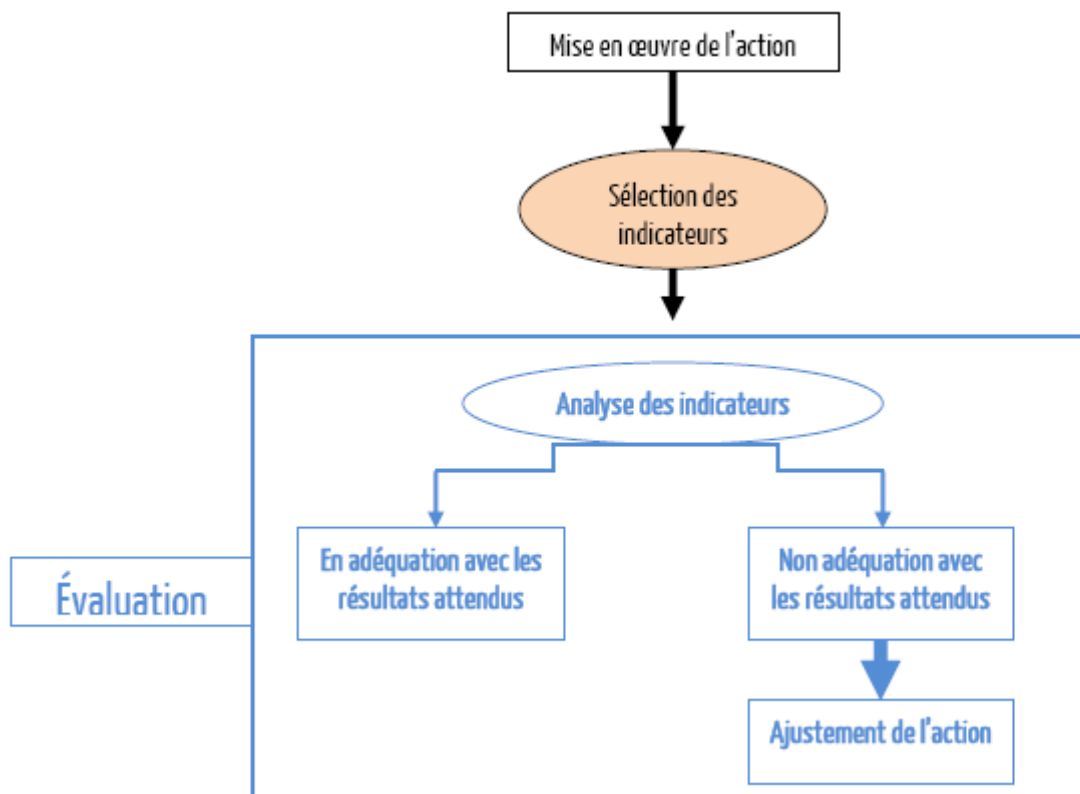 Mise en œuvre de l'action
Sélection des
indicateurs
Analyse des indicateurs
En adéquation avec les
résultats attendus
Non adéquation avec
les résultats attendus
Évaluation
Ajustement de l'action